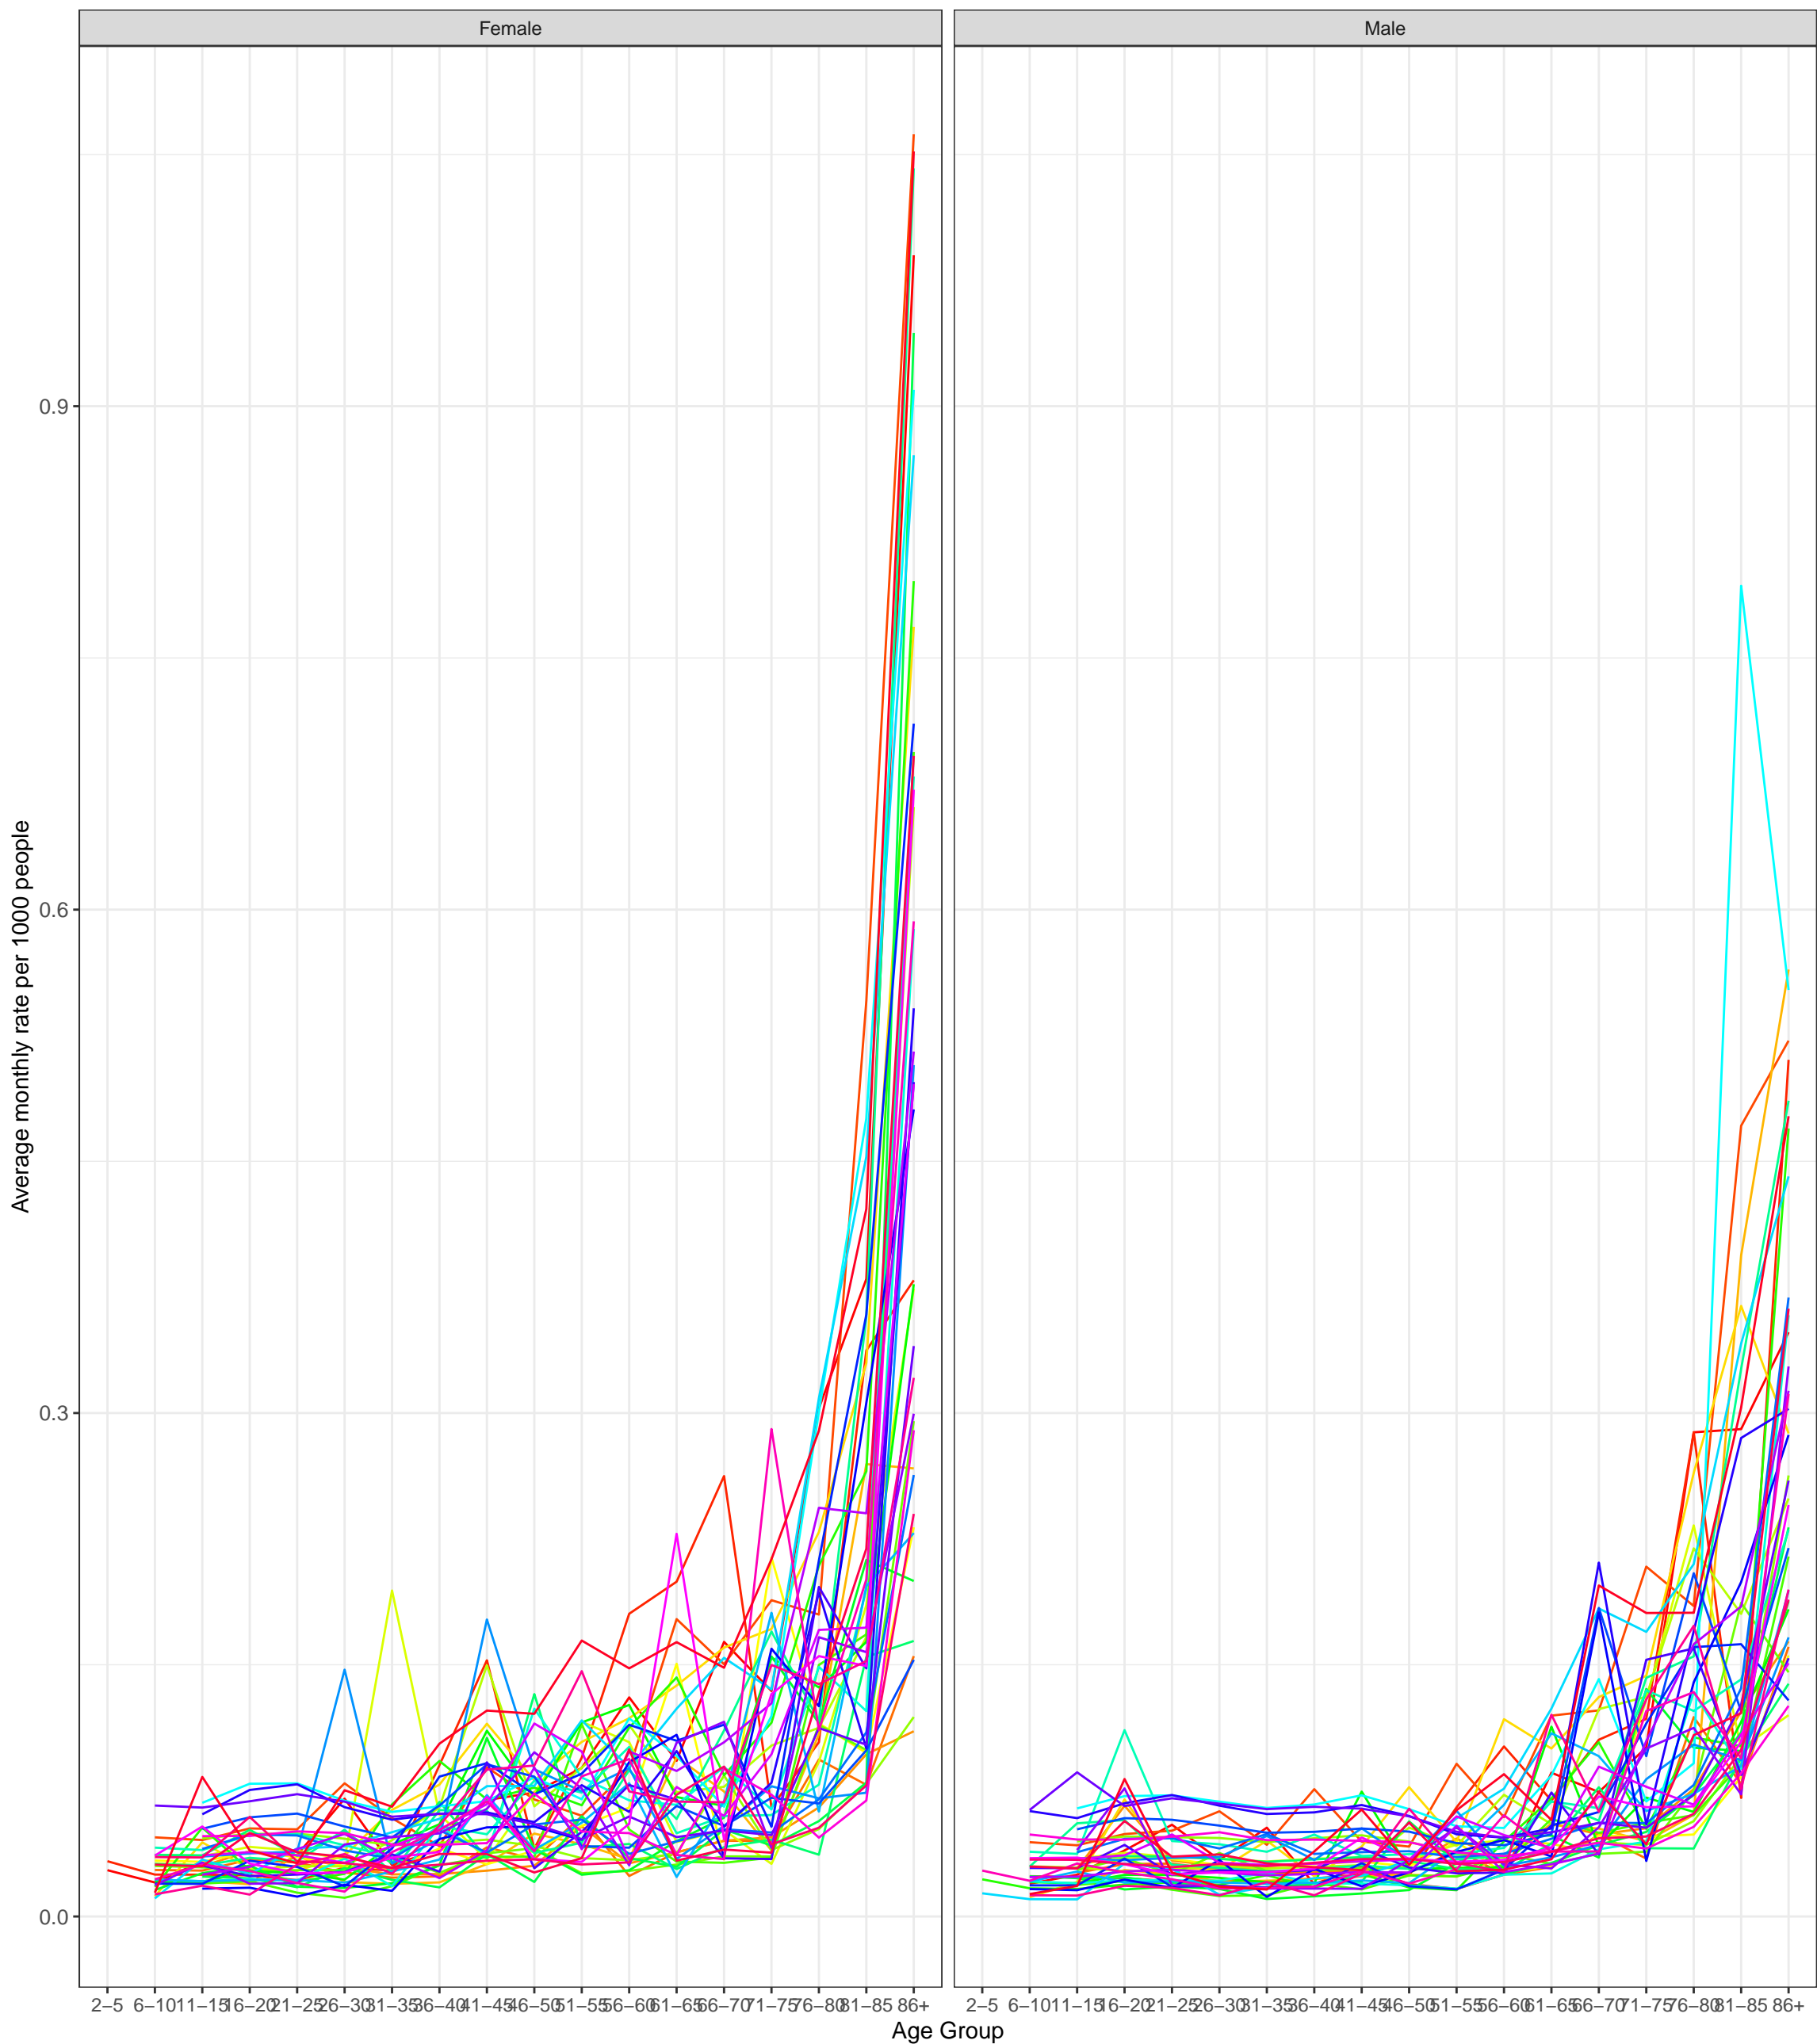 Female
Male
Average monthly rate per 1000 people
0.9
0.6
0.3
0.0
2–5 6–10 11–15 16–20 21–25 26–30 31–35 36–40 41–45 46–50 51–55 56–60 61–65 66–70 71–75 76–80 81–85 86+
2–5 6–10 11–15 16–20 21–25 26–30 31–35 36–40 41–45 46–50 51–55 56–60 61–65 66–70 71–75 76–80 81–85 86+
Age Group